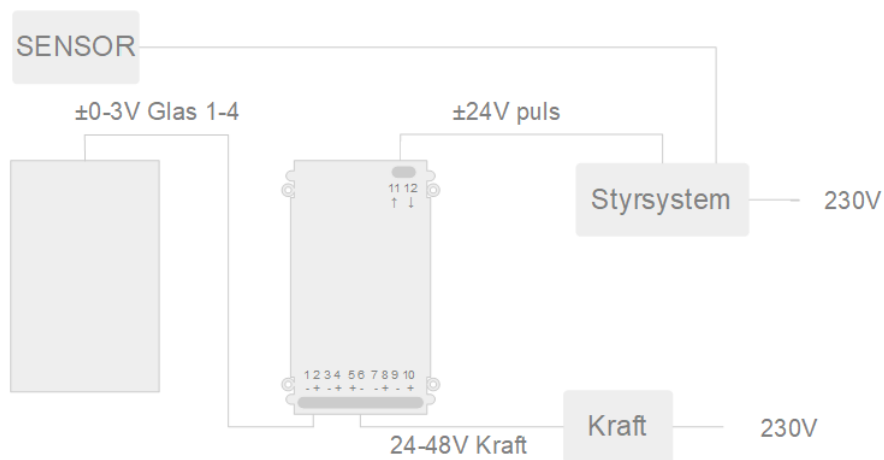 SENSOR
±0-3V Glas 1-4
±24V puls
11 12
↑ ↓
Styrsystem
230V
1 2 3 4 5 6 7 8 9 10
- + - + + - - + - +
24-48V Kraft
Kraft
230V